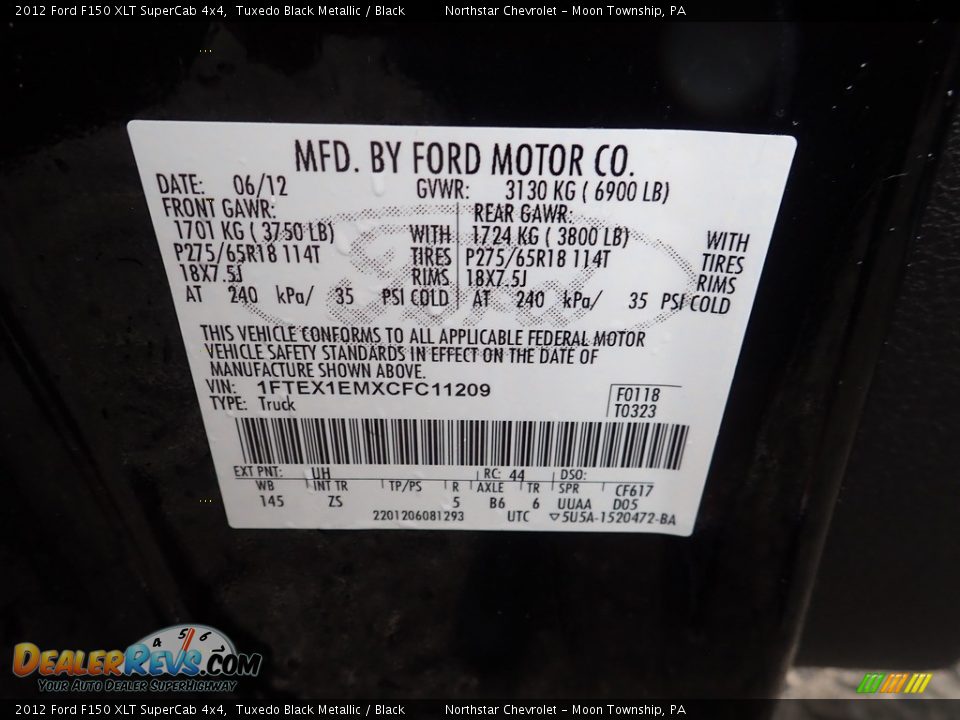 2012 Ford F150 XLT SuperCab 4x4,  Tuxedo Black Metallic / Black          Northstar Chevrolet – Moon Township, PA
MFD. BY FORD MOTOR CO.
DATE: 06/12 GVWR: 3130 KG ( 6900 LB)
FRONT GAWR: REAR GAWR:
1701 KG ( 3750 LB) WITH 1724 KG ( 3800 LB) WITH
P275/65R18 114T TIRES P275/65R18 114T TIRES
18X7.5J RIMS 18X7.5J RIMS
AT 240 kPa/ 35 PSI COLD AT 240 kPa/ 35 PSI COLD
THIS VEHICLE CONFORMS TO ALL APPLICABLE FEDERAL MOTOR
VEHICLE SAFETY STANDARDS IN EFFECT ON THE DATE OF
MANUFACTURE SHOWN ABOVE.
VIN: 1FTEX1EMXCFC11209
TYPE: Truck
F0118
T0323
EXT PNT: UH RC: 44 DSO:
WB INT TR TP/PS R AXLE TR SPR CF617
145 ZS 5 B6 6 UUAA D05
2201206081293 UTC ▽5U5A-1520472-BA
Ford
4 5 6
DealerRevs.com
Your Auto Dealer SuperHighway
2012 Ford F150 XLT SuperCab 4x4,  Tuxedo Black Metallic / Black          Northstar Chevrolet – Moon Township, PA